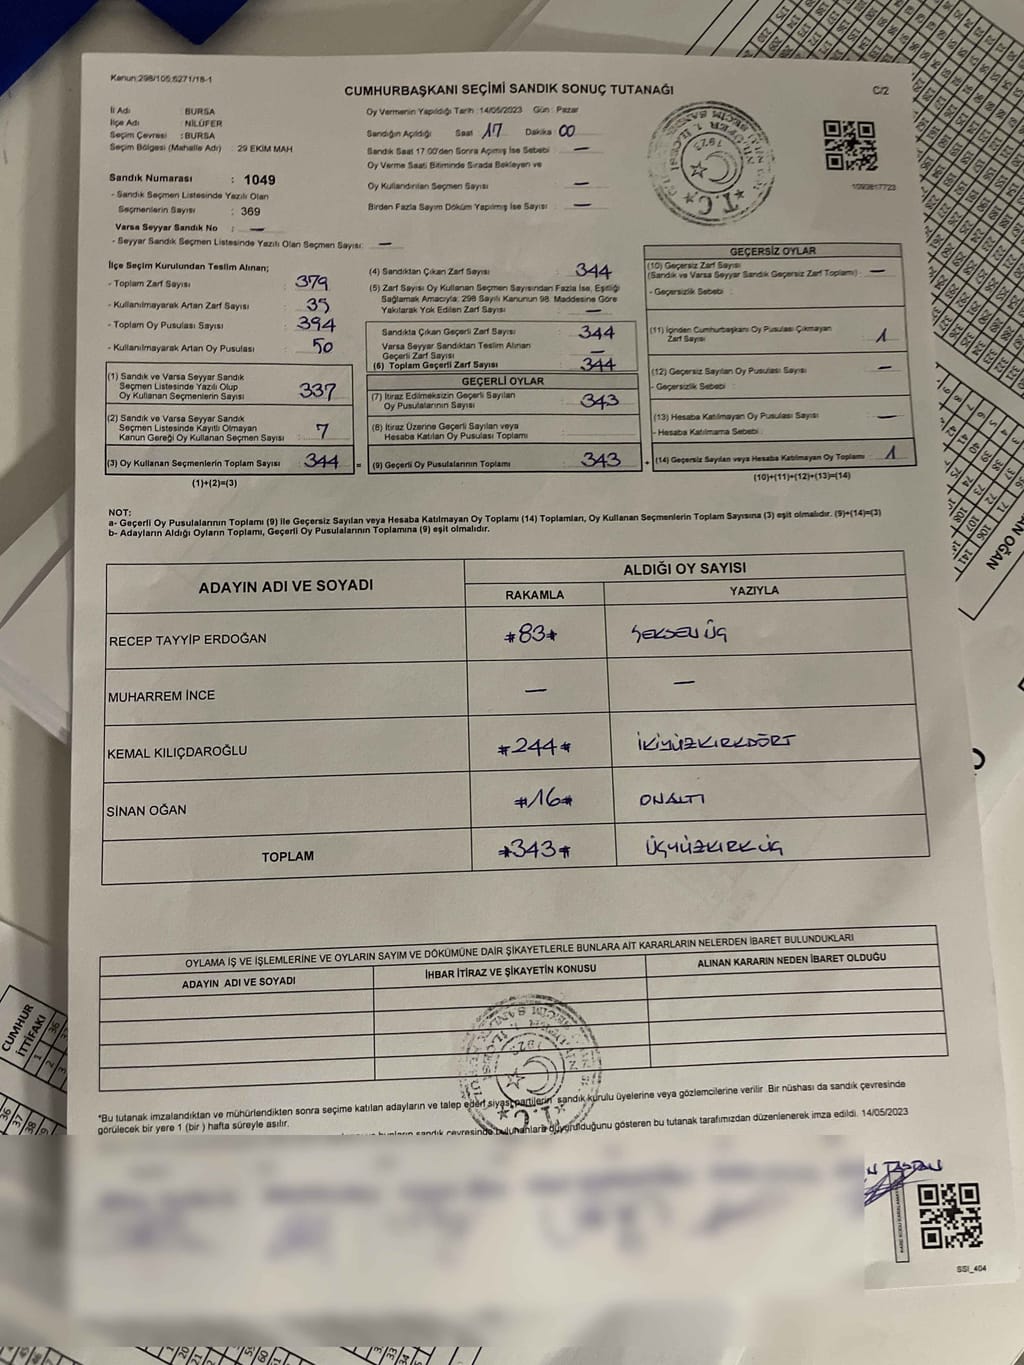 Kanun:298/105;6271/18-1
CUMHURBAŞKANI SEÇİMİ SANDIK SONUÇ TUTANAĞI
C/2
İl Adı : BURSA
İlçe Adı : NİLÜFER
Seçim Çevresi : BURSA
Seçim Bölgesi (Mahalle Adı) : 29 EKİM MAH
Sandık Numarası : 1049
- Sandık Seçmen Listesinde Yazılı Olan
Seçmenlerin Sayısı : 369
Varsa Seyyar Sandık No : —
- Seyyar Sandık Seçmen Listesinde Yazılı Olan Seçmen Sayısı: —
Oy Vermenin Yapıldığı Tarih :14/05/2023 Gün : Pazar
Sandığın Açıldığı Saat 17 Dakika 00
Sandık Saat 17:00'den Sonra Açımış İse Sebebi : —
Oy Verme Saati Bitiminde Sırada Bekleyen ve
Oy Kullandırılan Seçmen Sayısı : —
Birden Fazla Sayım Döküm Yapılmış İse Sayısı : —
1093817723
İlçe Seçim Kurulundan Teslim Alınan;
- Toplam Zarf Sayısı : 379
- Kullanılmayarak Artan Zarf Sayısı : 35
- Toplam Oy Pusulası Sayısı : 394
- Kullanılmayarak Artan Oy Pusulası : 50
(1) Sandık ve Varsa Seyyar Sandık
Seçmen Listesinde Yazılı Olup
Oy Kullanan Seçmenlerin Sayısı : 337
(2) Sandık ve Varsa Seyyar Sandık
Seçmen Listesinde Kayıtlı Olmayan
Kanun Gereği Oy Kullanan Seçmen Sayısı : 7
(3) Oy Kullanan Seçmenlerin Toplam Sayısı : 344
(1)+(2)=(3)
(4) Sandıktan Çıkan Zarf Sayısı : 344
(5) Zarf Sayısı Oy Kullanan Seçmen Sayısından Fazla İse, Eşitliği
Sağlamak Amacıyla; 298 Sayılı Kanunun 98. Maddesine Göre
Yakılarak Yok Edilen Zarf Sayısı : —
Sandıkta Çıkan Geçerli Zarf Sayısı : 344
Varsa Seyyar Sandıktan Teslim Alınan
Geçerli Zarf Sayısı : —
(6) Toplam Geçerli Zarf Sayısı : 344
GEÇERLİ OYLAR
(7) İtiraz Edilmeksizin Geçerli Sayılan
Oy Pusulalarının Sayısı : 343
(8) İtiraz Üzerine Geçerli Sayılan veya
Hesaba Katılan Oy Pusulası Toplamı :
= (9) Geçerli Oy Pusulalarının Toplamı : 343
GEÇERSİZ OYLAR
(10) Geçersiz Zarf Sayısı
(Sandık ve Varsa Seyyar Sandık Geçersiz Zarf Toplamı) : —
- Geçersizlik Sebebi :
(11) İçinden Cumhurbaşkanı Oy Pusulası Çıkmayan
Zarf Sayısı : 1
(12) Geçersiz Sayılan Oy Pusulası Sayısı : —
- Geçersizlik Sebebi :
(13) Hesaba Katılmayan Oy Pusulası Sayısı : —
- Hesaba Katılmama Sebebi :
+ (14) Geçersiz Sayılan veya Hesaba Katılmayan Oy Toplamı : 1
(10)+(11)+(12)+(13)=(14)
NOT:
a- Geçerli Oy Pusulalarının Toplamı (9) ile Geçersiz Sayılan veya Hesaba Katılmayan Oy Toplamı (14) Toplamları, Oy Kullanan Seçmenlerin Toplam Sayısına (3) eşit olmalıdır. (9)+(14)=(3)
b- Adayların Aldığı Oyların Toplamı, Geçerli Oy Pusulalarının Toplamına (9) eşit olmalıdır.
ADAYIN ADI VE SOYADI
ALDIĞI OY SAYISI
RAKAMLA YAZIYLA
RECEP TAYYİP ERDOĞAN #83# SEKSENÜÇ
MUHARREM İNCE — —
KEMAL KILIÇDAROĞLU #244# İKİYÜZKIRKDÖRT
SİNAN OĞAN #16# ONALTI
TOPLAM #343# ÜÇYÜZKIRKÜÇ
OYLAMA İŞ VE İŞLEMLERİNE VE OYLARIN SAYIM VE DÖKÜMÜNE DAİR ŞİKAYETLERLE BUNLARA AİT KARARLARIN NELERDEN İBARET BULUNDUKLARI
ADAYIN ADI VE SOYADI İHBAR İTİRAZ VE ŞİKAYETİN KONUSU ALINAN KARARIN NEDEN İBARET OLDUĞU
*Bu tutanak imzalandıktan ve mühürlendikten sonra seçime katılan adayların ve talep eden siyasi partilerin sandık kurulu üyelerine veya gözlemcilerine verilir .Bir nüshası da sandık çevresinde
görülecek bir yere 1 (bir ) hafta süreyle asılır.
sandık çevresinde bulunanlara duyurulduğunu gösteren bu tutanak tarafımızdan düzenlenerek imza edildi. 14/05/2023
SSI_404
CUMHUR
İTTİFAKI
AN OĞAN